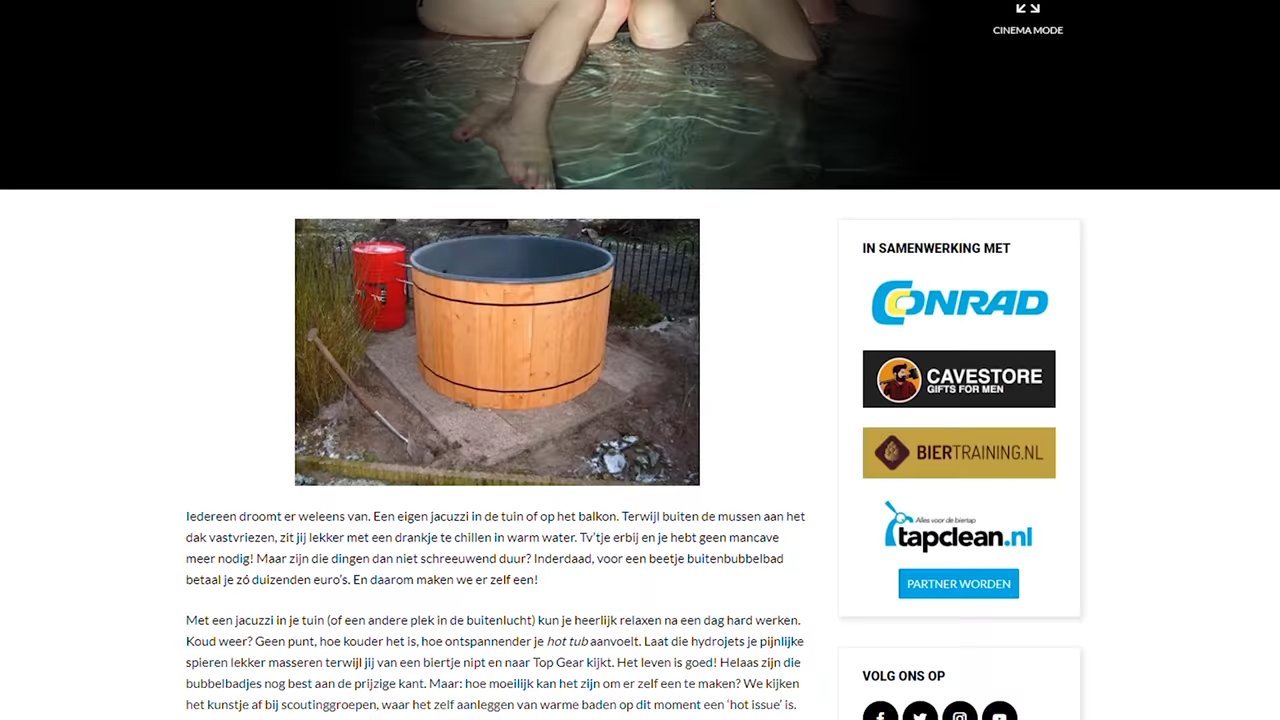 CINEMA MODE
Iedereen droomt er weleens van. Een eigen jacuzzi in de tuin of op het balkon. Terwijl buiten de mussen aan het
dak vastvriezen, zit jij lekker met een drankje te chillen in warm water. Tv'tje erbij en je hebt geen mancave
meer nodig! Maar zijn die dingen dan niet schreeuwend duur? Inderdaad, voor een beetje buitenbubbelbad
betaal je zó duizenden euro's. En daarom maken we er zelf een!
Met een jacuzzi in je tuin (of een andere plek in de buitenlucht) kun je heerlijk relaxen na een dag hard werken.
Koud weer? Geen punt, hoe kouder het is, hoe ontspannender je hot tub aanvoelt. Laat die hydrojets je pijnlijke
spieren lekker masseren terwijl jij van een biertje nipt en naar Top Gear kijkt. Het leven is goed! Helaas zijn die
bubbelbadjes nog best aan de prijzige kant. Maar: hoe moeilijk kan het zijn om er zelf een te maken? We kijken
het kunstje af bij scoutinggroepen, waar het zelf aanleggen van warme baden op dit moment een 'hot issue' is.
IN SAMENWERKING MET
CONRAD
CAVESTORE
GIFTS FOR MEN
BIERTRAINING.NL
Alles voor de biertap
tapclean.nl
PARTNER WORDEN
VOLG ONS OP